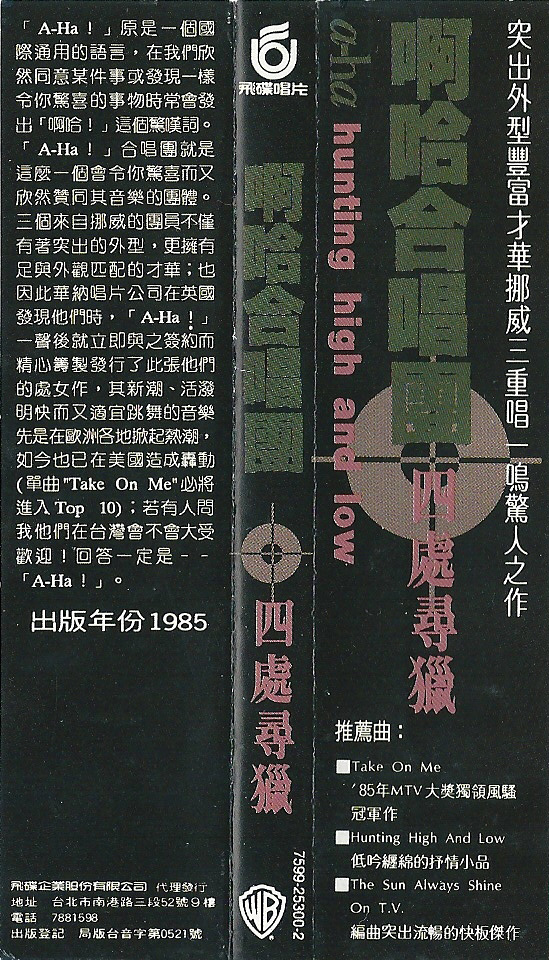 「A-Ha！」原是一個國
際通用的語言，在我們欣
然同意某件事或發現一樣
令你驚喜的事物時常會發
出「啊哈！」這個驚嘆詞。
「A-Ha！」合唱團就是
這麼一個會令你驚喜而又
欣然贊同其音樂的團體。
三個來自挪威的團員不僅
有著突出的外型，更擁有
足與外觀匹配的才華；也
因此華納唱片公司在英國
發現他們時，「A-Ha！」
一聲後就立即與之簽約而
精心籌製發行了此張他們
的處女作，其新潮、活潑
明快而又適宜跳舞的音樂
先是在歐洲各地掀起熱潮，
如今也已在美國造成轟動
(單曲"Take On Me"必將
進入Top 10)；若有人問
我他們在台灣會不會大受
歡迎！回答一定是－－
「A-Ha！」。
出版年份1985
飛碟企業股份有限公司 代理發行
地址 台北市南港路三段52號9樓
電話 7881598
出版登記 局版台音字第0521號
飛碟唱片
啊哈合唱團
四處尋獵
7599-25300-2
WB
a-ha
hunting high and low
啊哈合唱團
四處尋獵
突出外型豐富才華挪威三重唱一鳴驚人之作
推薦曲：
■Take On Me
'85年MTV大獎獨領風騷
冠軍作
■Hunting High And Low
低吟纏綿的抒情小品
■The Sun Always Shine
On T.V.
編曲突出流暢的快板傑作